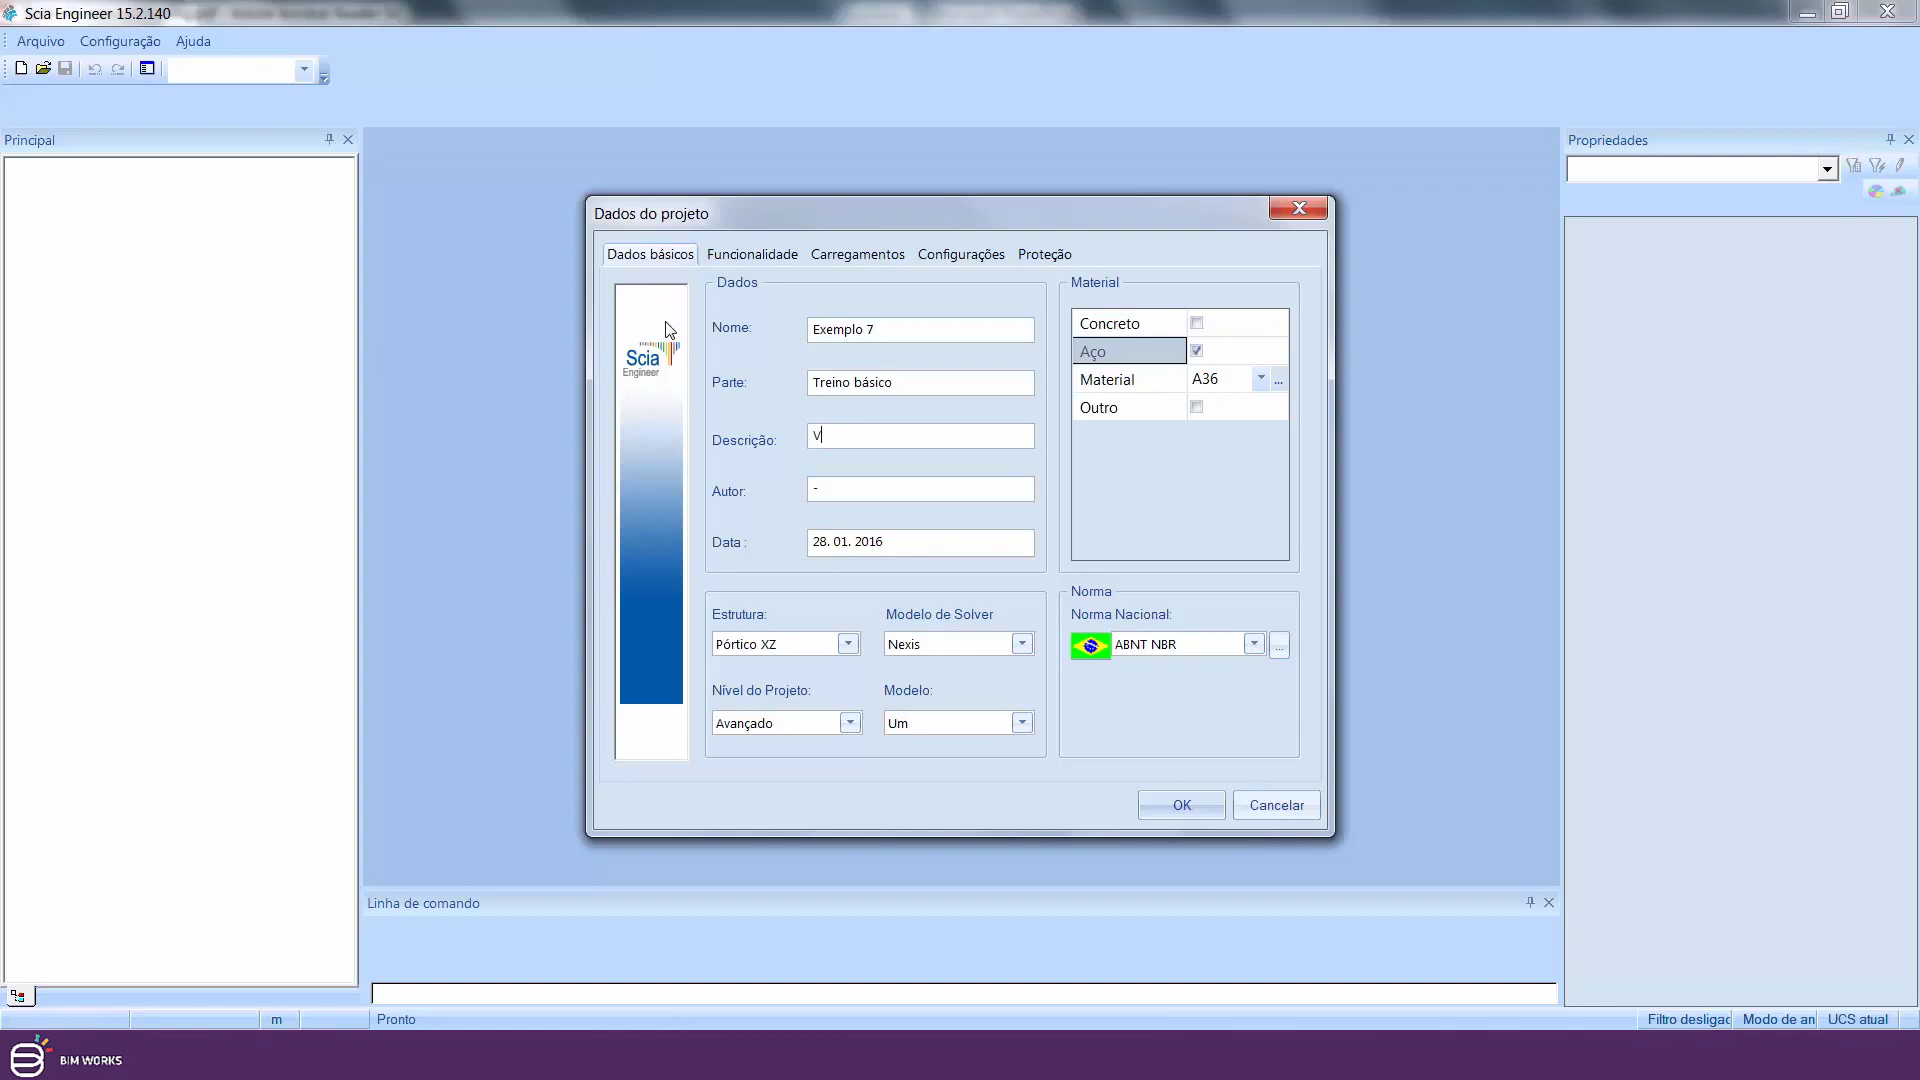 Scia Engineer 15.2.140
Arquivo Configuração Ajuda
Principal
Propriedades
Dados do projeto
Dados básicos Funcionalidade Carregamentos Configurações Proteção
Scia
Engineer
Dados
Nome: Exemplo 7
Parte: Treino básico
Descrição: V
Autor: -
Data : 28. 01. 2016
Estrutura: Modelo de Solver
Pórtico XZ Nexis
Nível do Projeto: Modelo:
Avançado Um
Material
Concreto
Aço
Material A36 ...
Outro
Norma
Norma Nacional:
ABNT NBR ...
OK Cancelar
Linha de comando
m Pronto Filtro desligac Modo de an UCS atual
BIM WORKS